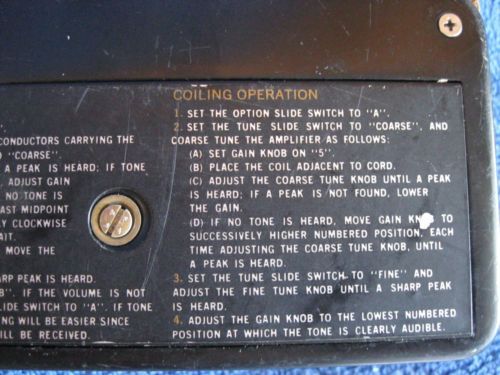 COILING OPERATION
1. SET THE OPTION SLIDE SWITCH TO "A".
2. SET THE TUNE SLIDE SWITCH TO "COARSE", AND
COARSE TUNE THE AMPLIFIER AS FOLLOWS:
(A) SET GAIN KNOB ON "5".
(B) PLACE THE COIL ADJACENT TO CORD.
(C) ADJUST THE COARSE TUNE KNOB UNTIL A PEAK
IS HEARD; IF A PEAK IS NOT FOUND, LOWER
THE GAIN.
(D) IF NO TONE IS HEARD, MOVE GAIN KNOB TO
SUCCESSIVELY HIGHER NUMBERED POSITION, EACH
TIME ADJUSTING THE COARSE TUNE KNOB, UNTIL
A PEAK IS HEARD.
3. SET THE TUNE SLIDE SWITCH TO "FINE" AND
ADJUST THE FINE TUNE KNOB UNTIL A SHARP PEAK
IS HEARD.
4. ADJUST THE GAIN KNOB TO THE LOWEST NUMBERED
POSITION AT WHICH THE TONE IS CLEARLY AUDIBLE.
CONDUCTORS CARRYING THE
"COARSE".
A PEAK IS HEARD; IF TONE
ADJUST GAIN
NO TONE IS
PAST MIDPOINT
CLOCKWISE
MOVE THE
PEAK IS HEARD.
IF THE VOLUME IS NOT
SLIDE SWITCH TO "A". IF TONE
WILL BE EASIER SINCE
WILL BE RECEIVED.